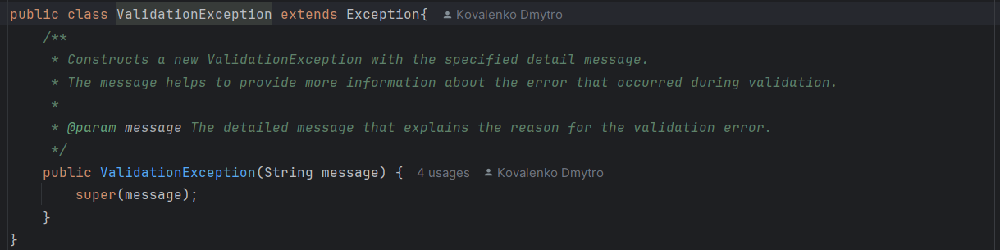 public class ValidationException extends Exception{ Kovalenko Dmytro
/**
* Constructs a new ValidationException with the specified detail message.
* The message helps to provide more information about the error that occurred during validation.
*
* @param message The detailed message that explains the reason for the validation error.
*/
public ValidationException(String message) { 4 usages Kovalenko Dmytro
super(message);
}
}